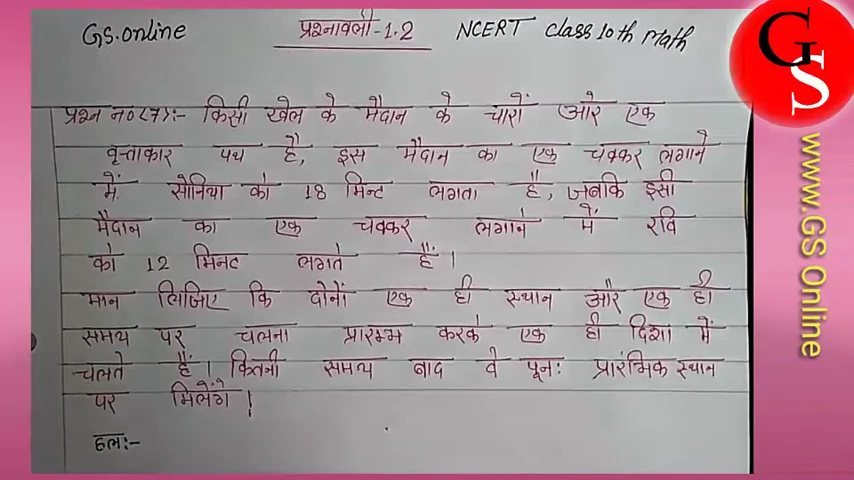 GS.online प्रश्नावली-1.2 NCERT class 10th math
GS
प्रश्न न०<7>:- किसी खेल के मैदान के चारों ओर एक
वृत्ताकार पथ है, इस मैदान का एक चक्कर लगाने
में सोनिया को 18 मिन्ट लगता है, जबकि इसी
मैदान का एक चक्कर लगाने में रवि
को 12 मिनट लगते हैं।
मान लिजिए कि दोनों एक ही स्थान और एक ही
समय पर चलना प्रारम्भ करके एक ही दिशा में
चलते हैं। कितनी समय बाद वे पूनः प्रारंभिक स्थान
पर मिलेंगे!
हल:-
www.GS Online